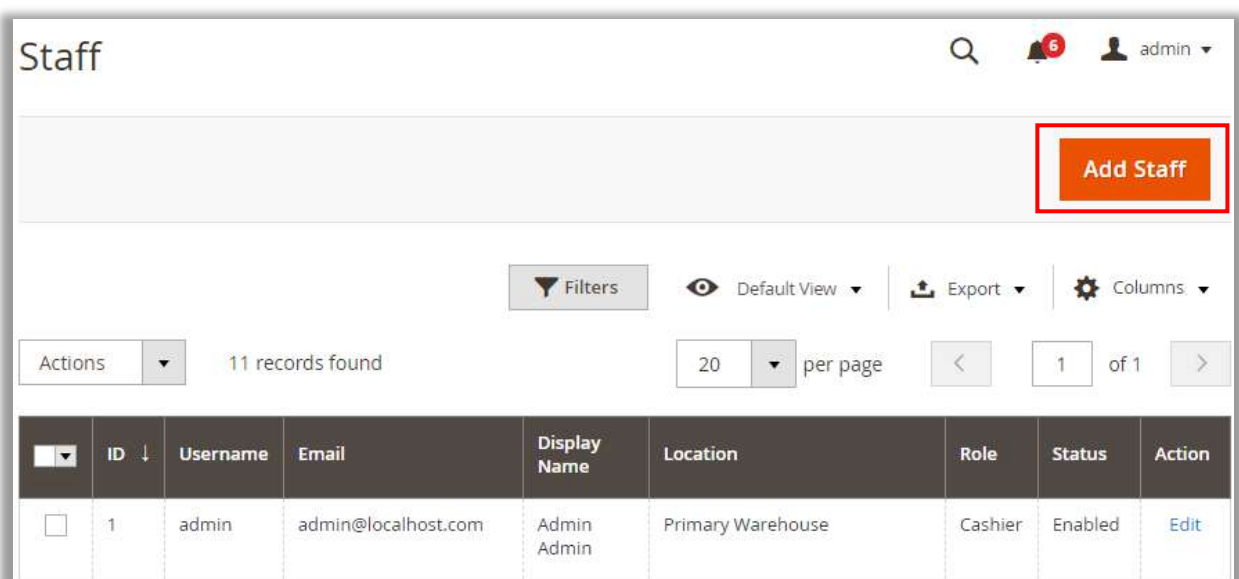 Staff
6
admin
Add Staff
Filters
Default View
Export
Columns
Actions
11 records found
20
per page
1
of 1
ID ↓ Username Email Display Name Location Role Status Action
1 admin admin@localhost.com Admin Admin Primary Warehouse Cashier Enabled Edit